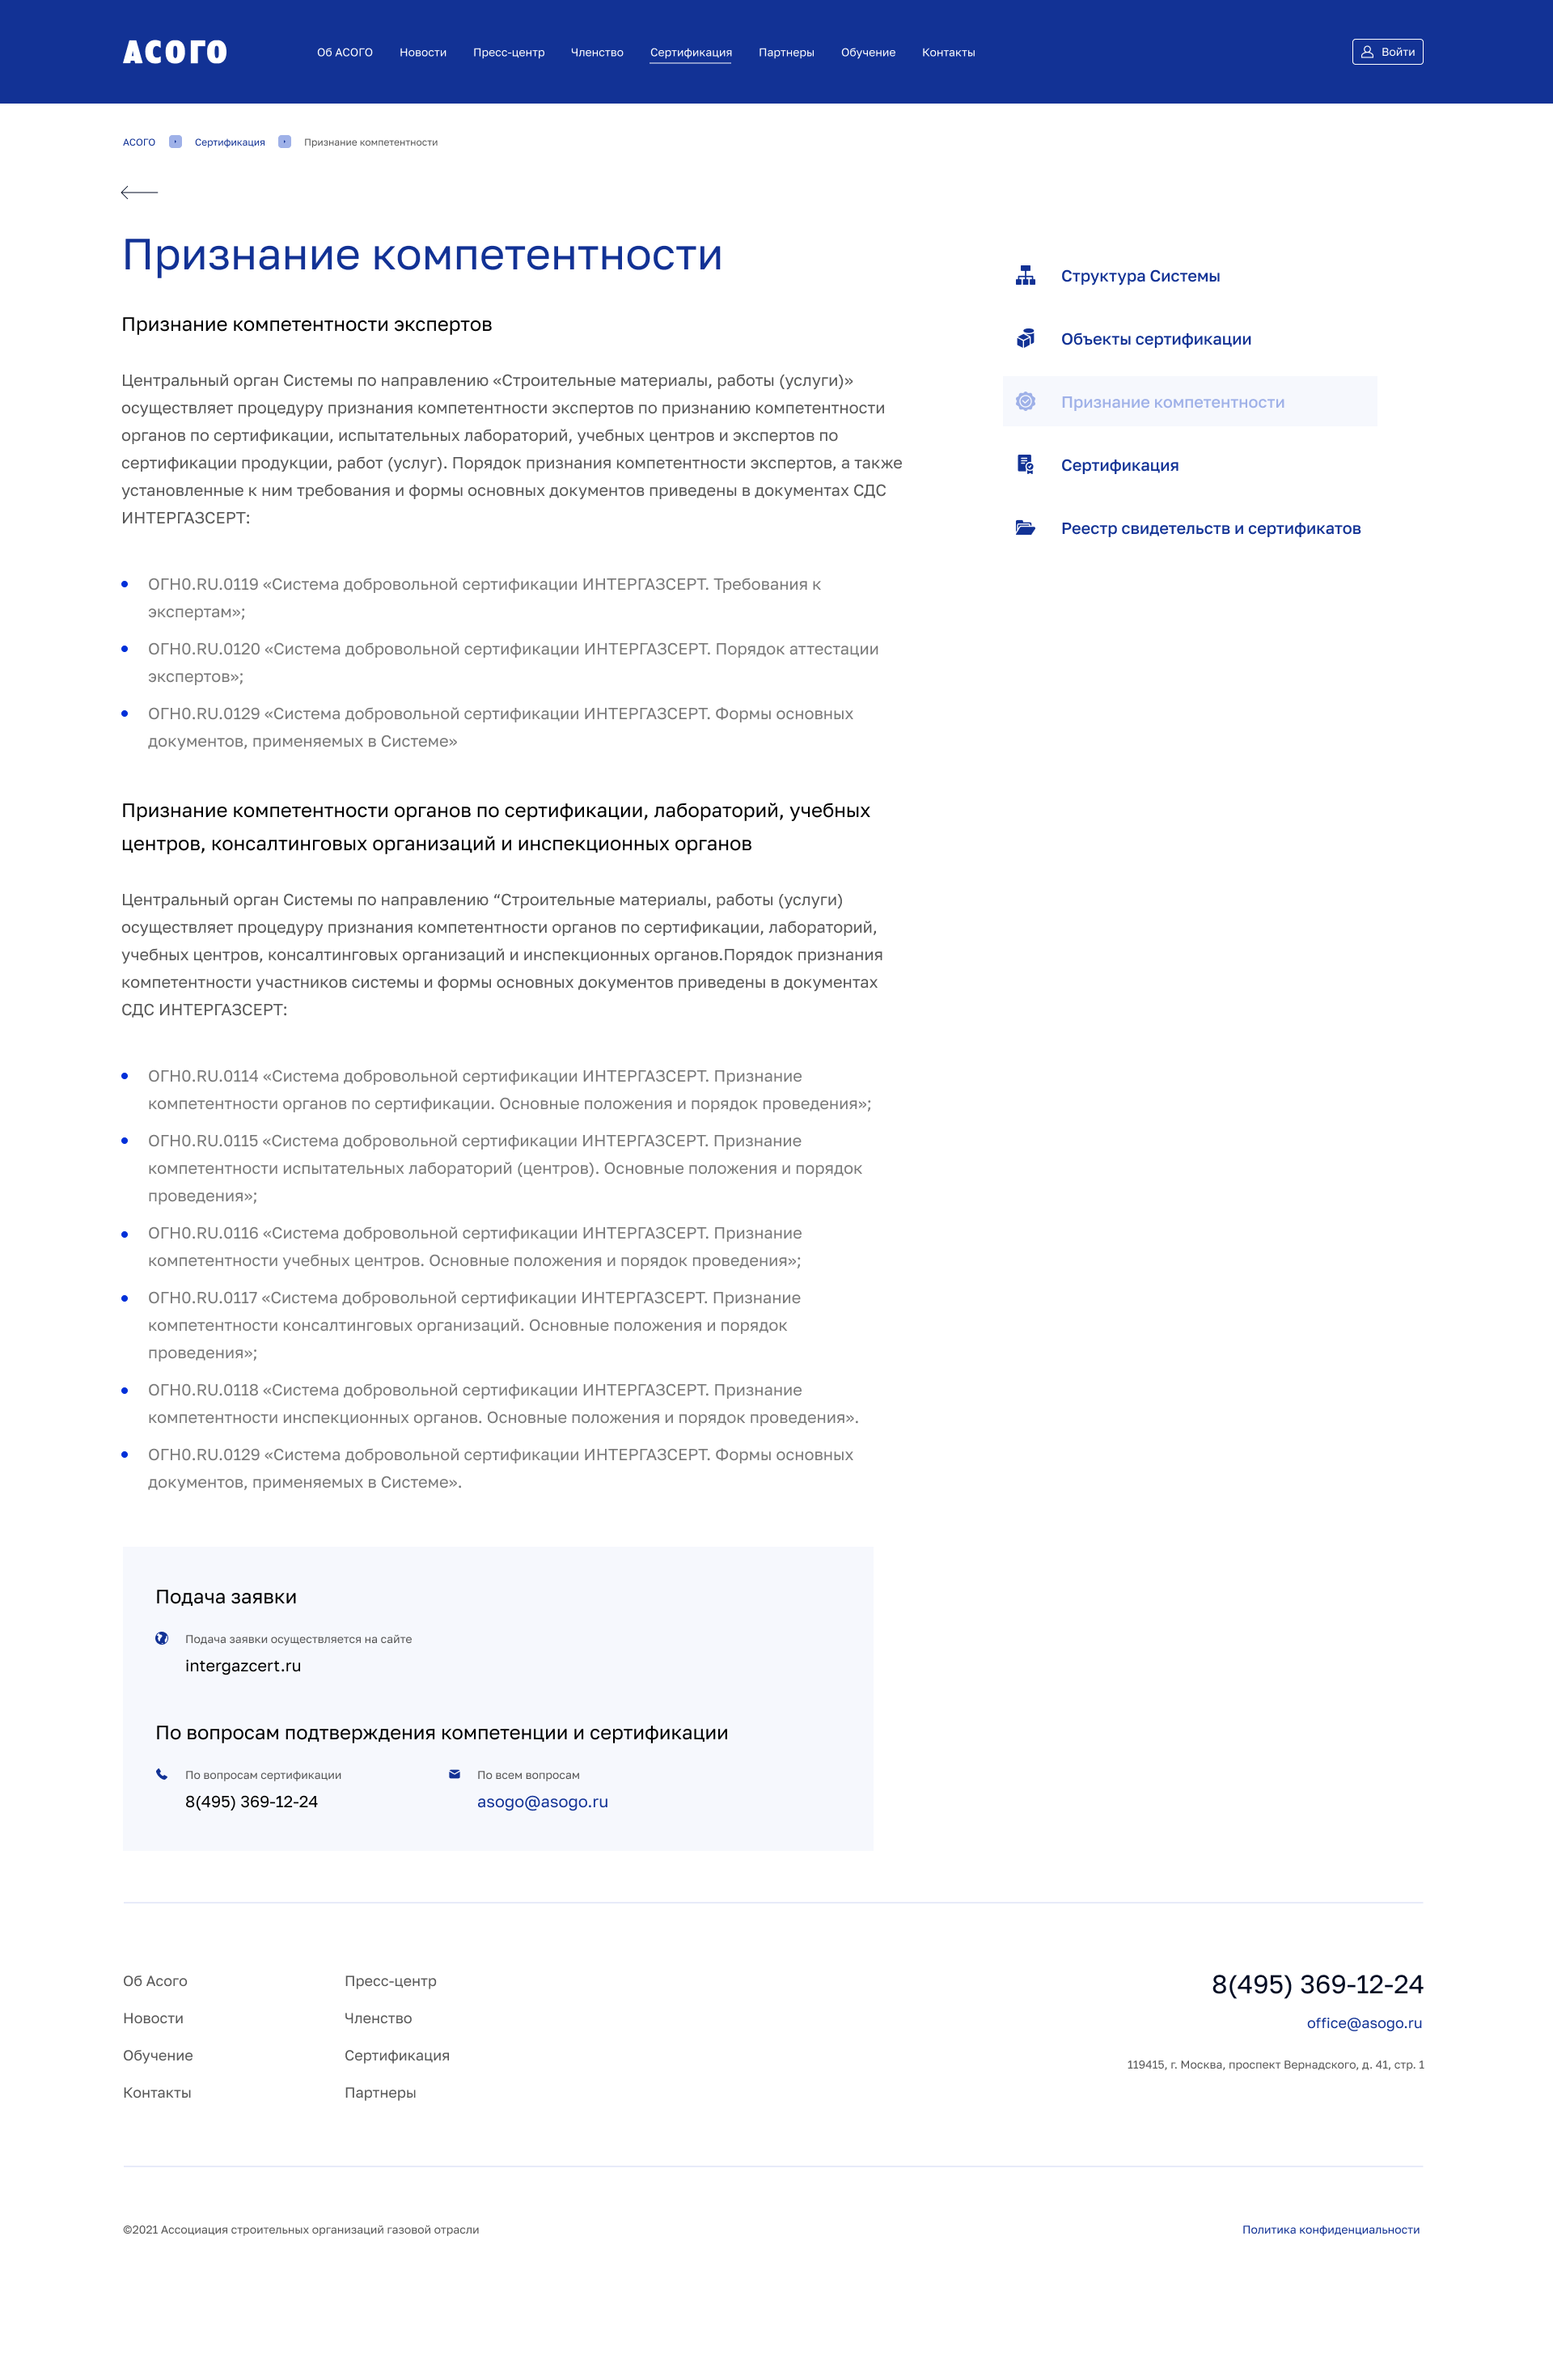 АСОГО
Об АСОГО Новости Пресс-центр Членство Сертификация Партнеры Обучение Контакты
Войти
АСОГО Сертификация Признание компетентности
Признание компетентности
Признание компетентности экспертов
Центральный орган Системы по направлению «Строительные материалы, работы (услуги)»
осуществляет процедуру признания компетентности экспертов по признанию компетентности
органов по сертификации, испытательных лабораторий, учебных центров и экспертов по
сертификации продукции, работ (услуг). Порядок признания компетентности экспертов, а также
установленные к ним требования и формы основных документов приведены в документах СДС
ИНТЕРГАЗСЕРТ:
ОГН0.RU.0119 «Система добровольной сертификации ИНТЕРГАЗСЕРТ. Требования к
экспертам»;
ОГН0.RU.0120 «Система добровольной сертификации ИНТЕРГАЗСЕРТ. Порядок аттестации
экспертов»;
ОГН0.RU.0129 «Система добровольной сертификации ИНТЕРГАЗСЕРТ. Формы основных
документов, применяемых в Системе»
Признание компетентности органов по сертификации, лабораторий, учебных
центров, консалтинговых организаций и инспекционных органов
Центральный орган Системы по направлению “Строительные материалы, работы (услуги)
осуществляет процедуру признания компетентности органов по сертификации, лабораторий,
учебных центров, консалтинговых организаций и инспекционных органов.Порядок признания
компетентности участников системы и формы основных документов приведены в документах
СДС ИНТЕРГАЗСЕРТ:
ОГН0.RU.0114 «Система добровольной сертификации ИНТЕРГАЗСЕРТ. Признание
компетентности органов по сертификации. Основные положения и порядок проведения»;
ОГН0.RU.0115 «Система добровольной сертификации ИНТЕРГАЗСЕРТ. Признание
компетентности испытательных лабораторий (центров). Основные положения и порядок
проведения»;
ОГН0.RU.0116 «Система добровольной сертификации ИНТЕРГАЗСЕРТ. Признание
компетентности учебных центров. Основные положения и порядок проведения»;
ОГН0.RU.0117 «Система добровольной сертификации ИНТЕРГАЗСЕРТ. Признание
компетентности консалтинговых организаций. Основные положения и порядок
проведения»;
ОГН0.RU.0118 «Система добровольной сертификации ИНТЕРГАЗСЕРТ. Признание
компетентности инспекционных органов. Основные положения и порядок проведения».
ОГН0.RU.0129 «Система добровольной сертификации ИНТЕРГАЗСЕРТ. Формы основных
документов, применяемых в Системе».
Структура Системы
Объекты сертификации
Признание компетентности
Сертификация
Реестр свидетельств и сертификатов
Подача заявки
Подача заявки осуществляется на сайте
intergazcert.ru
По вопросам подтверждения компетенции и сертификации
По вопросам сертификации
8(495) 369-12-24
По всем вопросам
asogo@asogo.ru
Об Асого
Новости
Обучение
Контакты
Пресс-центр
Членство
Сертификация
Партнеры
8(495) 369-12-24
office@asogo.ru
119415, г. Москва, проспект Вернадского, д. 41, стр. 1
©2021 Ассоциация строительных организаций газовой отрасли
Политика конфиденциальности